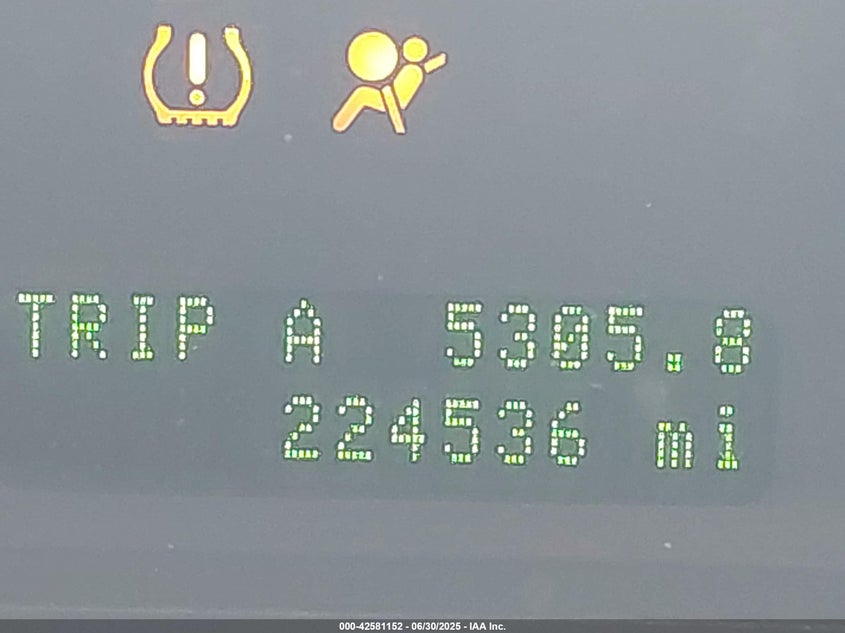 TRIP A 5305.8
224536 mi
000-42581152 - 06/30/2025 - IAA Inc.